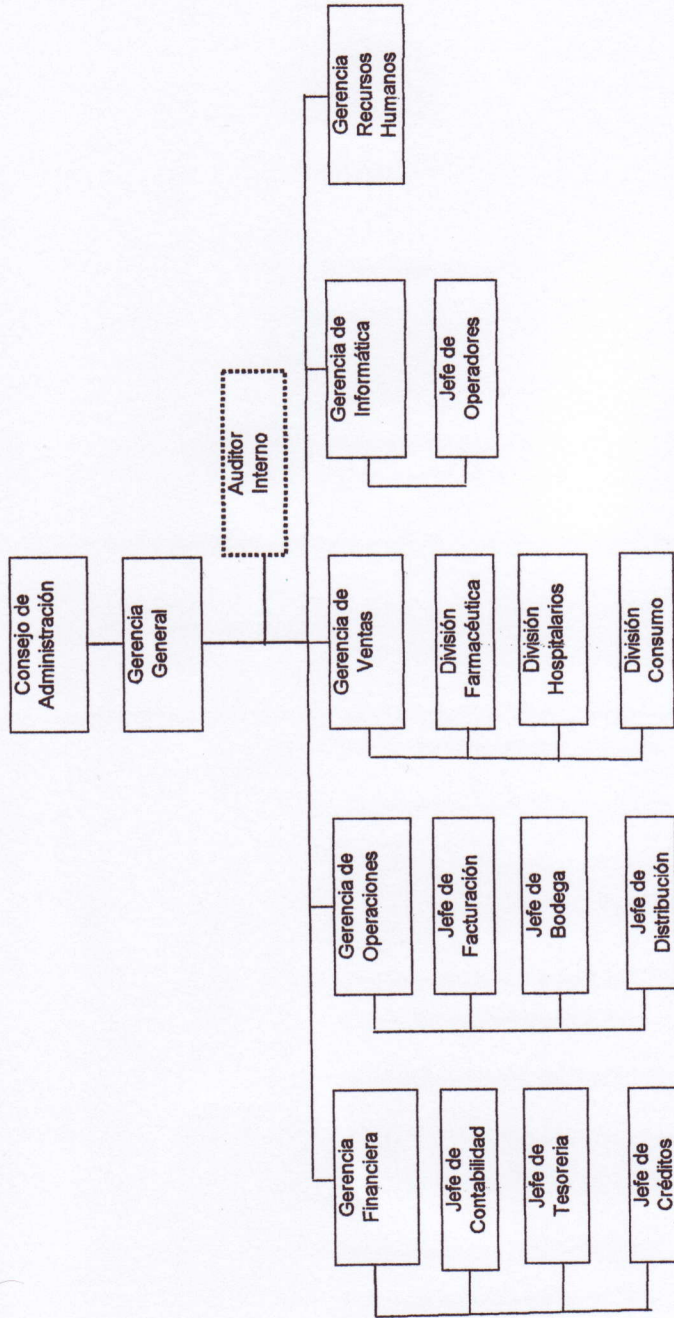 Consejo de
Administración
Gerencia
General
Auditor
Interno
Gerencia
Financiera
Jefe de
Contabilidad
Jefe de
Tesoreria
Jefe de
Créditos
Gerencia de
Operaciones
Jefe de
Facturación
Jefe de
Bodega
Jefe de
Distribución
Gerencia de
Ventas
División
Farmacéutica
División
Hospitalarios
División
Consumo
Gerencia de
Informática
Jefe de
Operadores
Gerencia
Recursos
Humanos